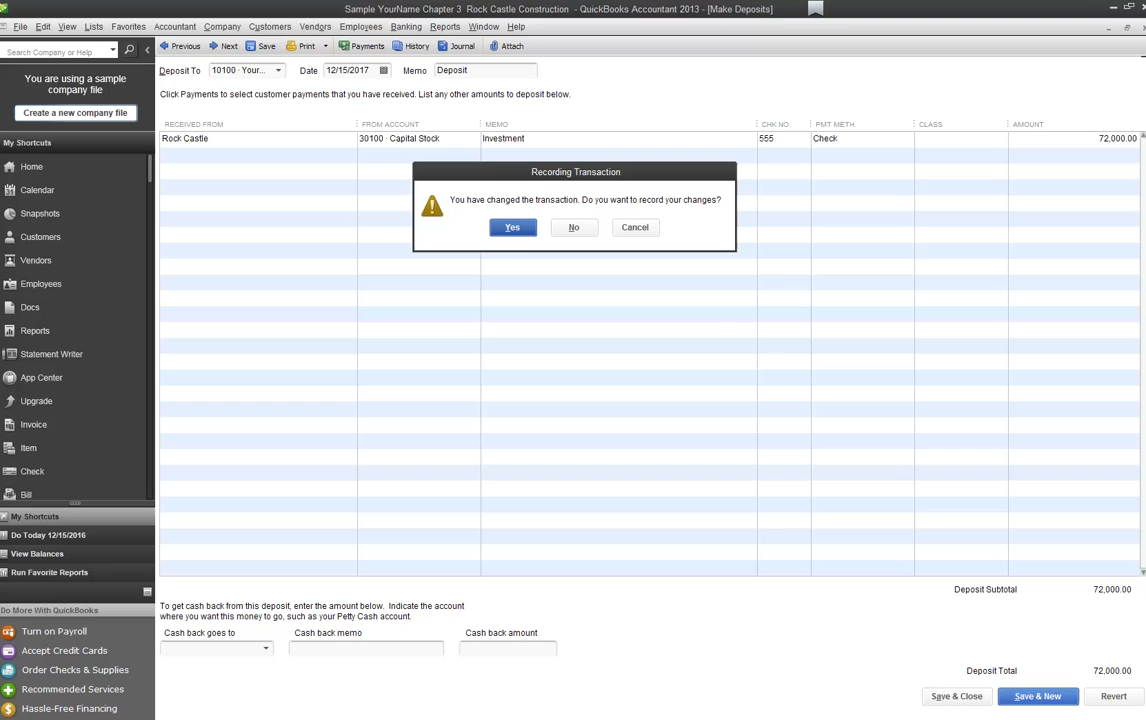 Sample YourName Chapter 3 Rock Castle Construction - QuickBooks Accountant 2013 - [Make Deposits]
File Edit View Lists Favorites Accountant Company Customers Vendors Employees Banking Reports Window Help
Search Company or Help
Previous Next Save Print Payments History Journal Attach
You are using a sample
company file
Create a new company file
My Shortcuts
Home
Calendar
Snapshots
Customers
Vendors
Employees
Docs
Reports
Statement Writer
App Center
Upgrade
Invoice
Item
Check
Bill
My Shortcuts
Do Today 12/15/2016
View Balances
Run Favorite Reports
Do More With QuickBooks
Turn on Payroll
Accept Credit Cards
Order Checks & Supplies
Recommended Services
Hassle-Free Financing
Deposit To 10100 · Your... Date 12/15/2017 Memo Deposit
Click Payments to select customer payments that you have received. List any other amounts to deposit below.
RECEIVED FROM FROM ACCOUNT MEMO CHK NO. PMT METH. CLASS AMOUNT
Rock Castle 30100 · Capital Stock Investment 555 Check 72,000.00
Recording Transaction
You have changed the transaction. Do you want to record your changes?
Yes No Cancel
Deposit Subtotal 72,000.00
To get cash back from this deposit, enter the amount below. Indicate the account
where you want this money to go, such as your Petty Cash account.
Cash back goes to Cash back memo Cash back amount
Deposit Total 72,000.00
Save & Close Save & New Revert